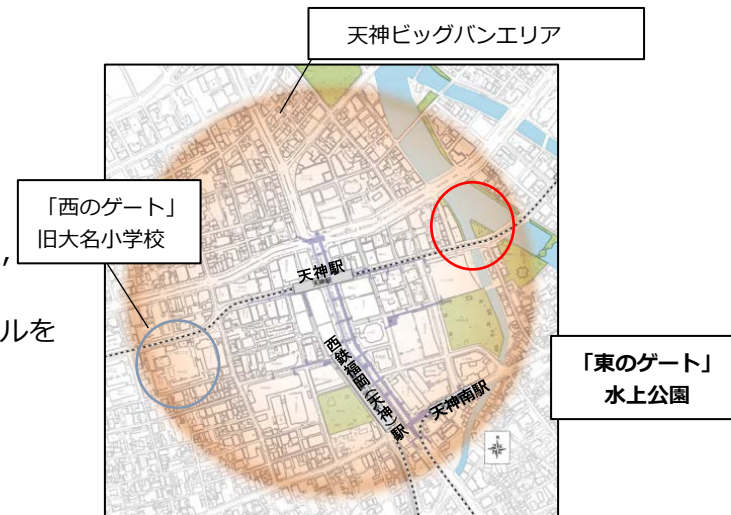 天神ビッグバンエリア
「西のゲート」
旧大名小学校
,
ルを
天神駅
西鉄福岡(天神)駅
天神南駅
「東のゲート」
水上公園